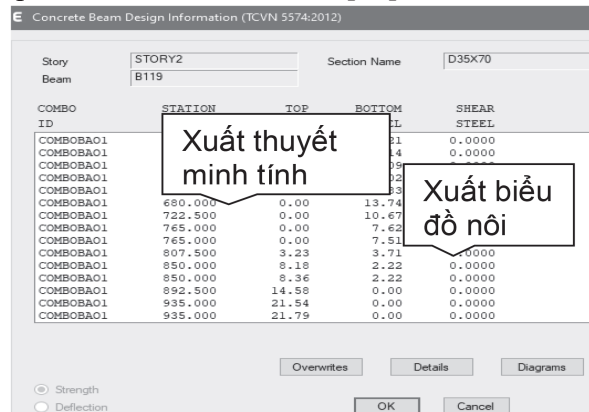 E Concrete Beam Design Information (TCVN 5574:2012)
Story STORY2 Section Name D35X70
Beam B119
COMBO STATION TOP BOTTOM SHEAR
ID STEEL
COMBOBAO1 0.0000
COMBOBAO1 0.0000
COMBOBAO1
COMBOBAO1
COMBOBAO1
COMBOBAO1 680.000 0.00 13.74
COMBOBAO1 722.500 0.00 10.67
COMBOBAO1 765.000 0.00 7.62
COMBOBAO1 765.000 0.00 7.51
COMBOBAO1 807.500 3.23 3.71 0.0000
COMBOBAO1 850.000 8.18 2.22 0.0000
COMBOBAO1 850.000 8.36 2.22 0.0000
COMBOBAO1 892.500 14.58 0.00 0.0000
COMBOBAO1 935.000 21.54 0.00 0.0000
COMBOBAO1 935.000 21.79 0.00 0.0000
Xuất thuyết
minh tính
Xuất biểu
đồ nôi
Overwrites Details Diagrams
Strength
Deflection
OK Cancel